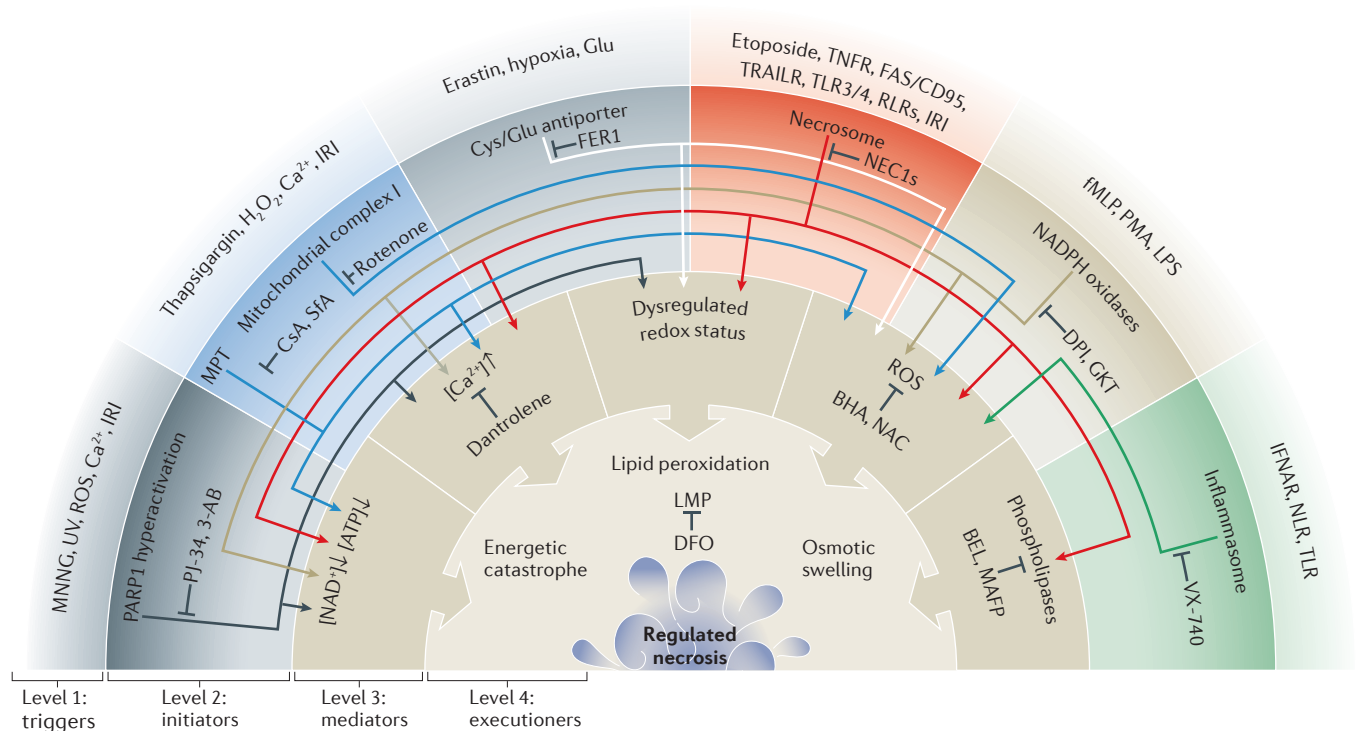 Etoposide, TNFR, FAS/CD95,
TRAILR, TLR3/4, RLRs, IRI
Erastin, hypoxia, Glu
Thapsigargin, H₂O₂, Ca²⁺, IRI
MNNG, UV, ROS, Ca²⁺, IRI
fMLP, PMA, LPS
IFNAR, NLR, TLR
Cys/Glu antiporter
FER1
Necrosome
NEC1s
Mitochondrial complex I
Rotenone
CsA, SfA
MPT
NADPH oxidases
DPI, GKT
PARP1 hyperactivation
PJ-34, 3-AB
Inflammasome
VX-740
Dysregulated
redox status
[Ca²⁺]↑
Dantrolene
ROS
BHA, NAC
[NAD⁺]↓ [ATP]↓
Phospholipases
BEL, MAFP
Lipid peroxidation
LMP
DFO
Energetic
catastrophe
Osmotic
swelling
Regulated
necrosis
Level 1:
triggers
Level 2:
initiators
Level 3:
mediators
Level 4:
executioners